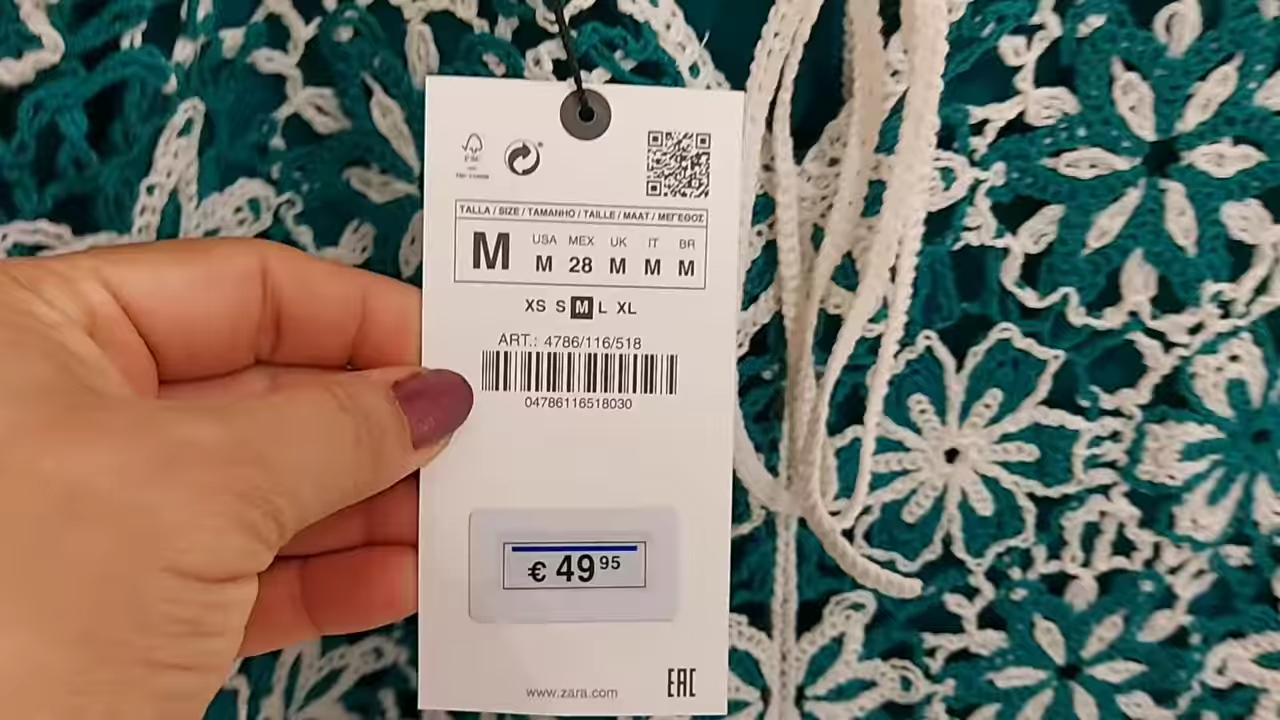 FSC
TALLA / SIZE / TAMANHO / TAILLE / MAAT / ΜΕΓΕΘΟΣ
M
USA MEX UK IT BR
M 28 M M M
XS S M L XL
ART.: 4786/116/518
04786116518030
€ 49 95
www.zara.com
EAC